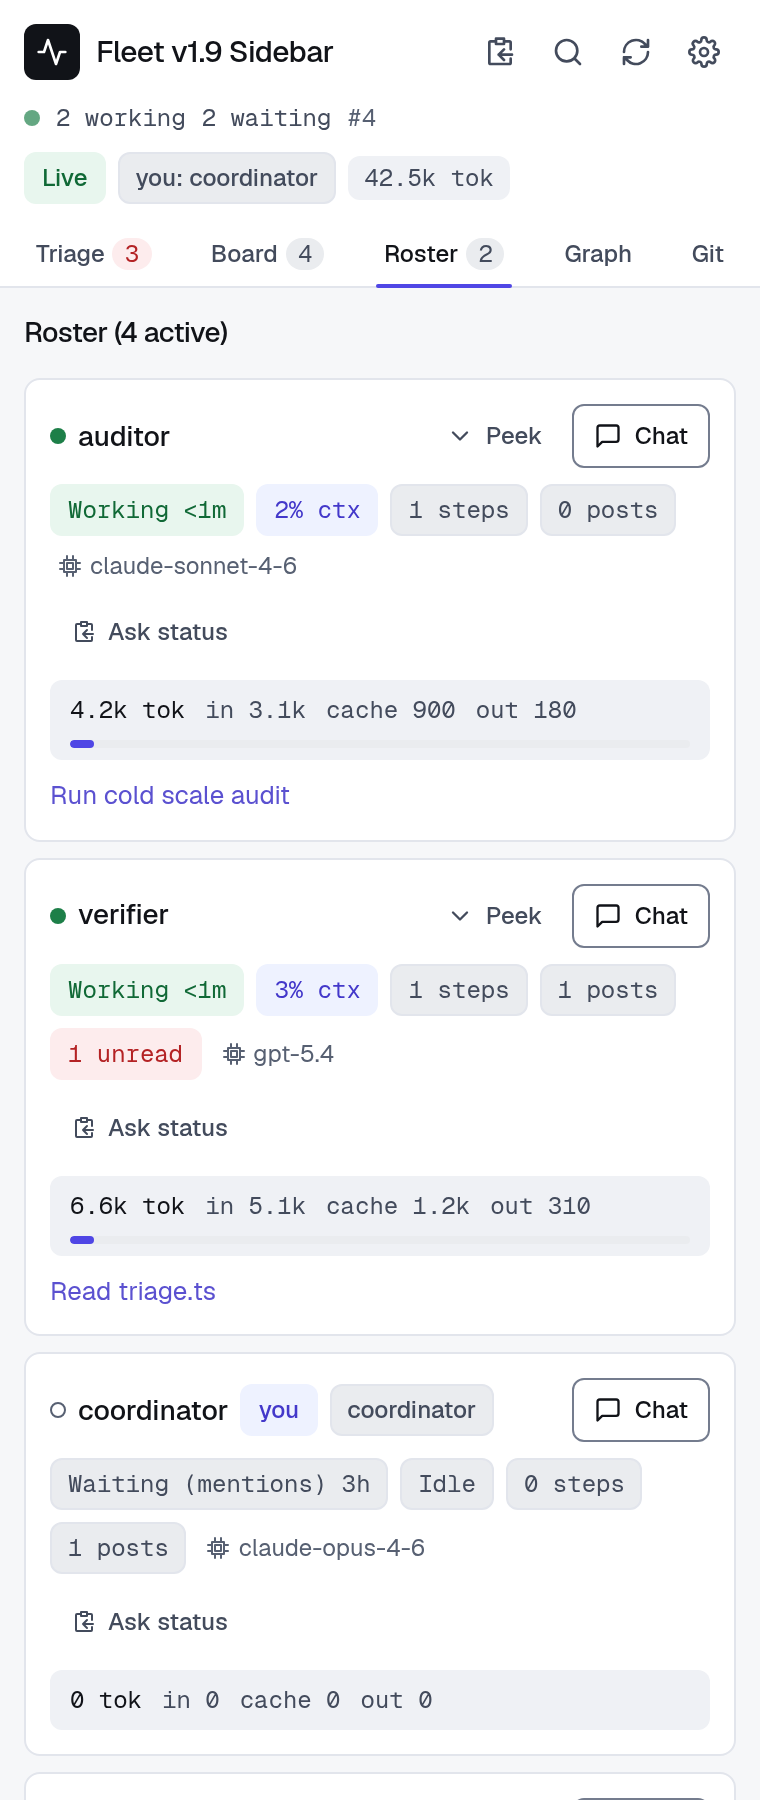 Fleet v1.9 Sidebar
2 working 2 waiting #4
Live you: coordinator 42.5k tok
Triage 3 Board 4 Roster 2 Graph Git
Roster (4 active)
auditor Peek Chat
Working <1m 2% ctx 1 steps 0 posts
claude-sonnet-4-6
Ask status
4.2k tok in 3.1k cache 900 out 180
Run cold scale audit
verifier Peek Chat
Working <1m 3% ctx 1 steps 1 posts
1 unread gpt-5.4
Ask status
6.6k tok in 5.1k cache 1.2k out 310
Read triage.ts
coordinator you coordinator Chat
Waiting (mentions) 3h Idle 0 steps
1 posts claude-opus-4-6
Ask status
0 tok in 0 cache 0 out 0